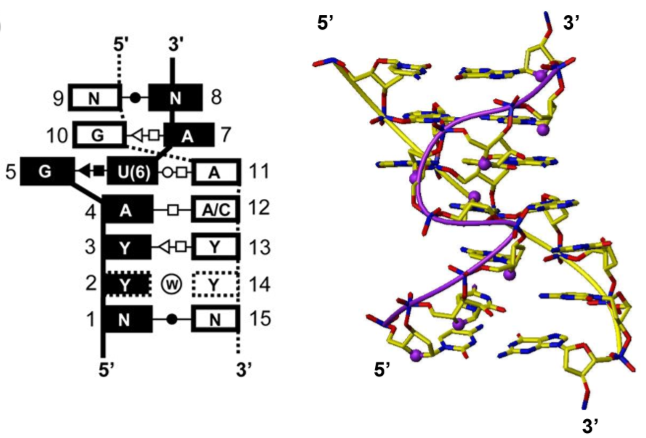 5' 3'
9 N N 8
10 G A 7
5 G U(6) A 11
4 A A/C 12
3 Y Y 13
2 Y W Y 14
1 N N 15
5' 3'
5' 3'
5'
3'